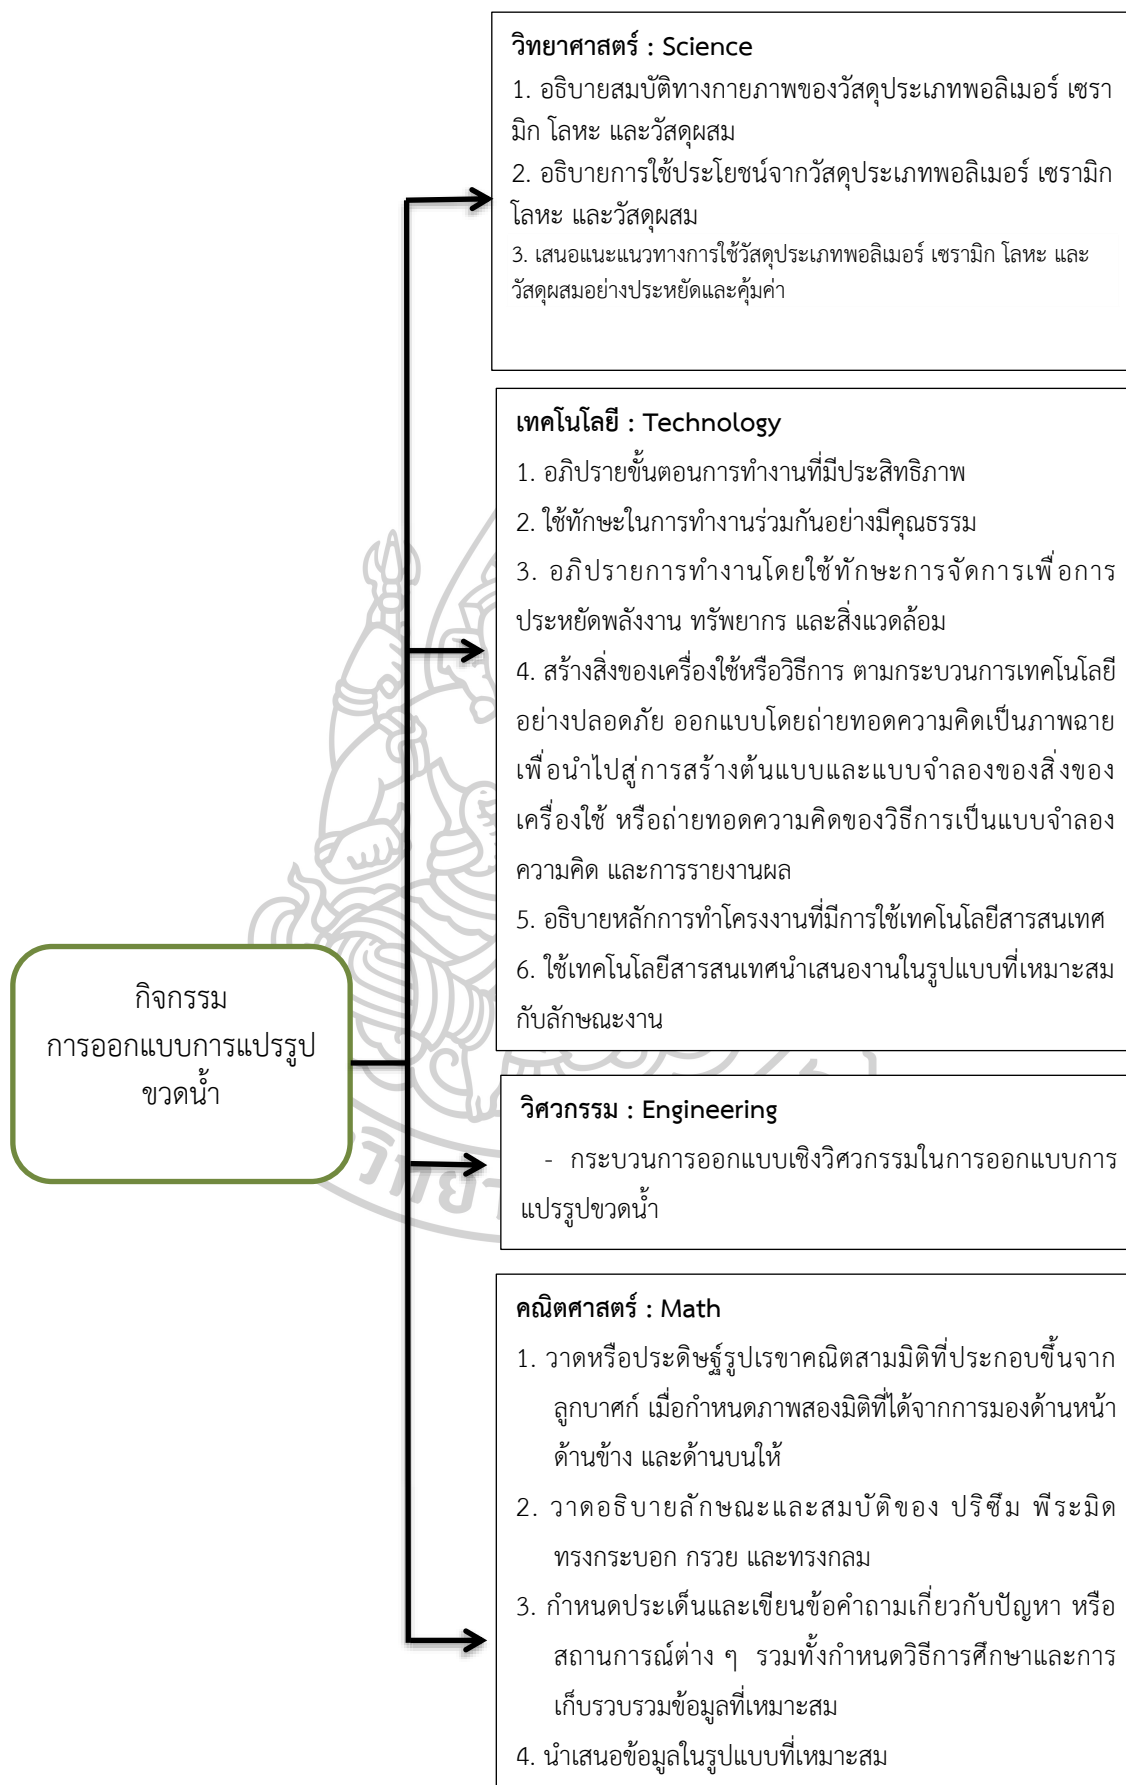 วิทยาศาสตร์ : Science
1. อธิบายสมบัติทางกายภาพของวัสดุประเภทพอลิเมอร์ เซรา
มิก โลหะ และวัสดุผสม
2. อธิบายการใช้ประโยชน์จากวัสดุประเภทพอลิเมอร์ เซรามิก
โลหะ และวัสดุผสม
3. เสนอแนะแนวทางการใช้วัสดุประเภทพอลิเมอร์ เซรามิก โลหะ และ
วัสดุผสมอย่างประหยัดและคุ้มค่า
เทคโนโลยี : Technology
1. อภิปรายขั้นตอนการทำงานที่มีประสิทธิภาพ
2. ใช้ทักษะในการทำงานร่วมกันอย่างมีคุณธรรม
3. อภิปรายการทำงานโดยใช้ทักษะการจัดการเพื่อการ
ประหยัดพลังงาน ทรัพยากร และสิ่งแวดล้อม
4. สร้างสิ่งของเครื่องใช้หรือวิธีการ ตามกระบวนการเทคโนโลยี
อย่างปลอดภัย ออกแบบโดยถ่ายทอดความคิดเป็นภาพฉาย
เพื่อนำไปสู่การสร้างต้นแบบและแบบจำลองของสิ่งของ
เครื่องใช้ หรือถ่ายทอดความคิดของวิธีการเป็นแบบจำลอง
ความคิด และการรายงานผล
5. อธิบายหลักการทำโครงงานที่มีการใช้เทคโนโลยีสารสนเทศ
6. ใช้เทคโนโลยีสารสนเทศนำเสนองานในรูปแบบที่เหมาะสม
กับลักษณะงาน
กิจกรรม
การออกแบบการแปรรูป
ขวดน้ำ
วิศวกรรม : Engineering
- กระบวนการออกแบบเชิงวิศวกรรมในการออกแบบการ
แปรรูปขวดน้ำ
คณิตศาสตร์ : Math
1. วาดหรือประดิษฐ์รูปเรขาคณิตสามมิติที่ประกอบขึ้นจาก
ลูกบาศก์ เมื่อกำหนดภาพสองมิติที่ได้จากการมองด้านหน้า
ด้านข้าง และด้านบนให้
2. วาดอธิบายลักษณะและสมบัติของ ปริซึม พีระมิด
ทรงกระบอก กรวย และทรงกลม
3. กำหนดประเด็นและเขียนข้อคำถามเกี่ยวกับปัญหา หรือ
สถานการณ์ต่าง ๆ รวมทั้งกำหนดวิธีการศึกษาและการ
เก็บรวบรวมข้อมูลที่เหมาะสม
4. นำเสนอข้อมูลในรูปแบบที่เหมาะสม